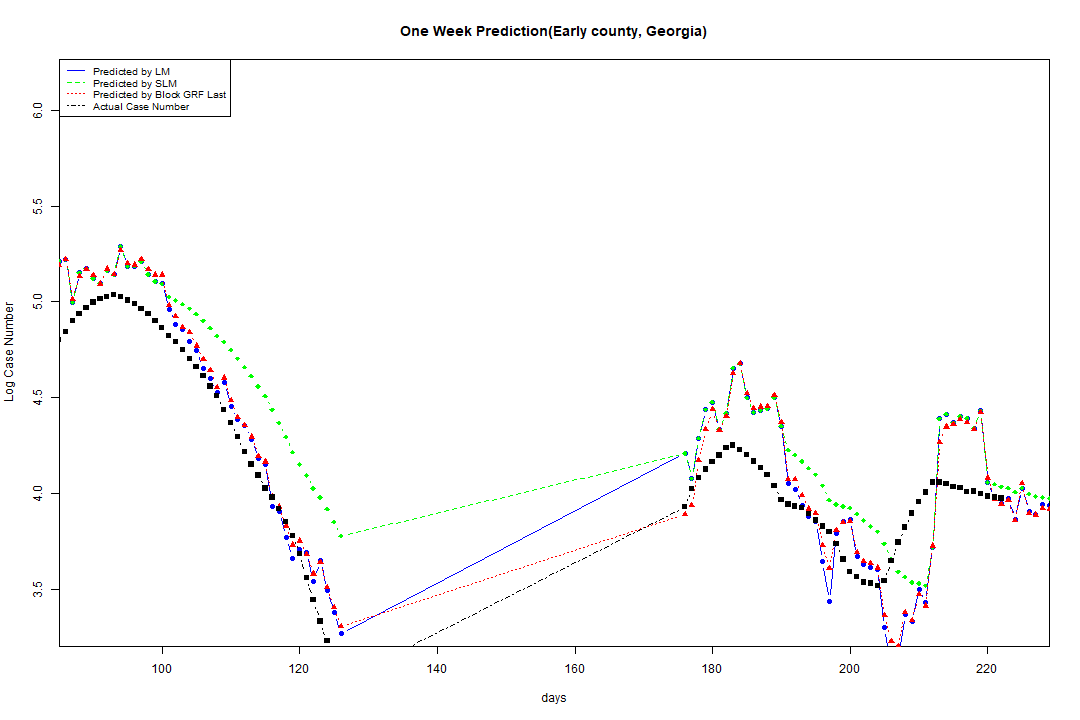 One Week Prediction(Early county, Georgia)
Predicted by LM
Predicted by SLM
Predicted by Block GRF Last
Actual Case Number
6.0
5.5
5.0
4.5
4.0
3.5
Log Case Number
100 120 140 160 180 200 220
days